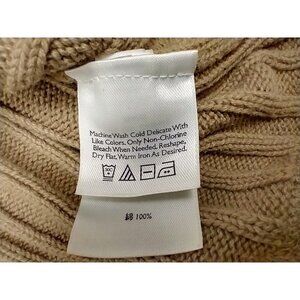 Machine Wash Cold Delicate With
Like Colors. Only Non-Chlorine
Bleach When Needed, Reshape,
Dry Flat, Warm Iron As Desired.
綿 100%